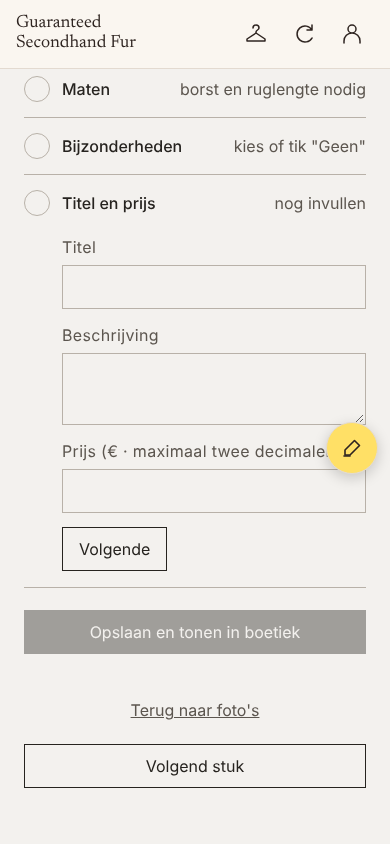 Guaranteed
Secondhand Fur
Maten borst en ruglengte nodig
Bijzonderheden kies of tik "Geen"
Titel en prijs nog invullen
Titel
Beschrijving
Prijs (€ · maximaal twee
Volgende
Opslaan en tonen in boetiek
Terug naar foto's
Volgend stuk